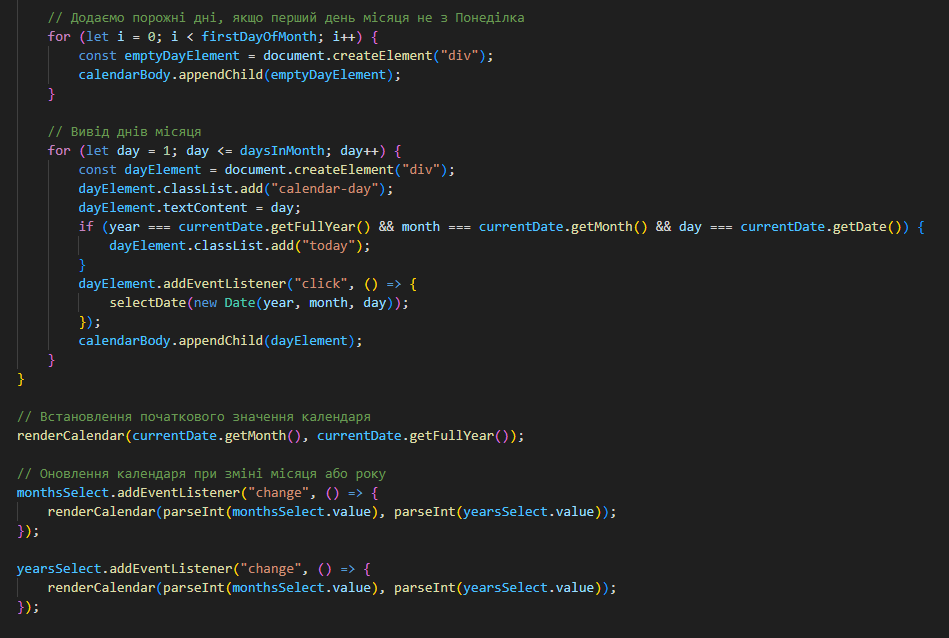 // Додаємо порожні дні, якщо перший день місяця не з Понеділка
for (let i = 0; i < firstDayOfMonth; i++) {
const emptyDayElement = document.createElement("div");
calendarBody.appendChild(emptyDayElement);
}
// Вивід днів місяця
for (let day = 1; day <= daysInMonth; day++) {
const dayElement = document.createElement("div");
dayElement.classList.add("calendar-day");
dayElement.textContent = day;
if (year === currentDate.getFullYear() && month === currentDate.getMonth() && day === currentDate.getDate()) {
dayElement.classList.add("today");
}
dayElement.addEventListener("click", () => {
selectDate(new Date(year, month, day));
});
calendarBody.appendChild(dayElement);
}
}
// Встановлення початкового значення календаря
renderCalendar(currentDate.getMonth(), currentDate.getFullYear());
// Оновлення календаря при зміні місяця або року
monthsSelect.addEventListener("change", () => {
renderCalendar(parseInt(monthsSelect.value), parseInt(yearsSelect.value));
});
yearsSelect.addEventListener("change", () => {
renderCalendar(parseInt(monthsSelect.value), parseInt(yearsSelect.value));
});